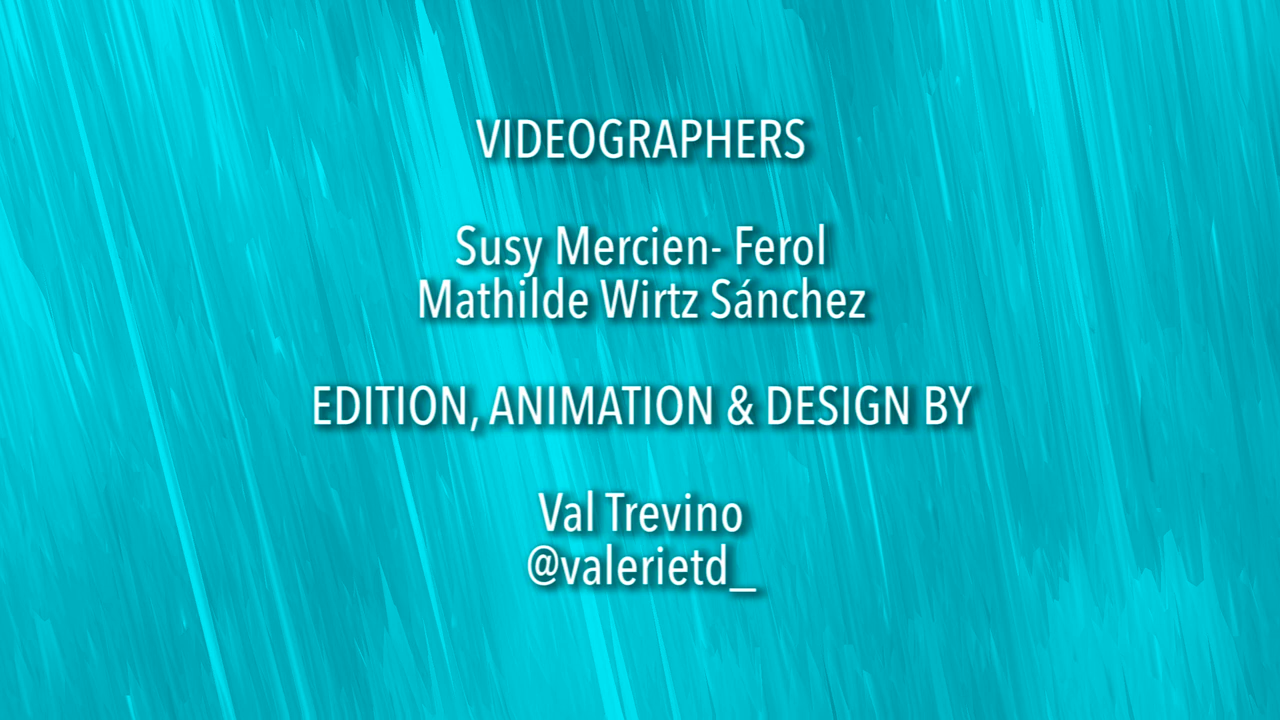 VIDEOGRAPHERS
Susy Mercien- Ferol
Mathilde Wirtz Sánchez
EDITION, ANIMATION & DESIGN BY
Val Trevino
@valerietd_